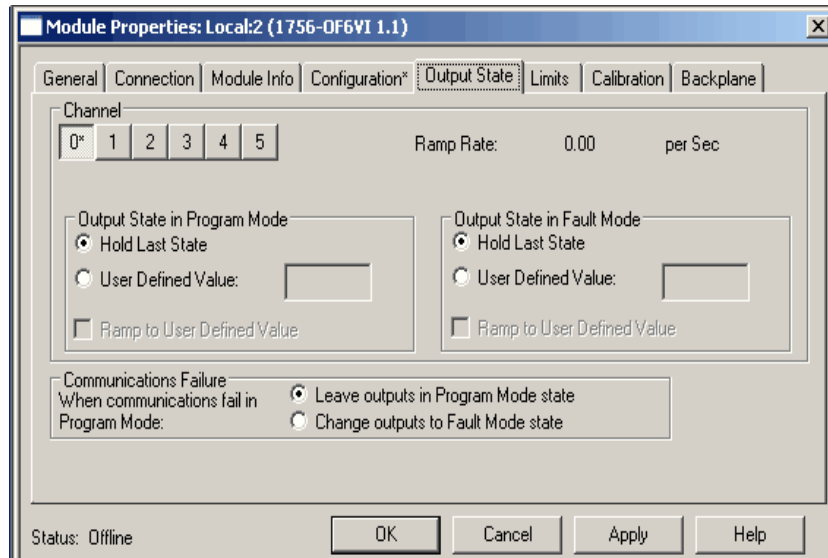 Module Properties: Local:2 (1756-OF6VI 1.1)
General Connection Module Info Configuration* Output State Limits Calibration Backplane
Channel
0* 1 2 3 4 5 Ramp Rate: 0.00 per Sec
Output State in Program Mode
Hold Last State
User Defined Value:
Ramp to User Defined Value
Output State in Fault Mode
Hold Last State
User Defined Value:
Ramp to User Defined Value
Communications Failure
When communications fail in
Program Mode:
Leave outputs in Program Mode state
Change outputs to Fault Mode state
Status: Offline OK Cancel Apply Help